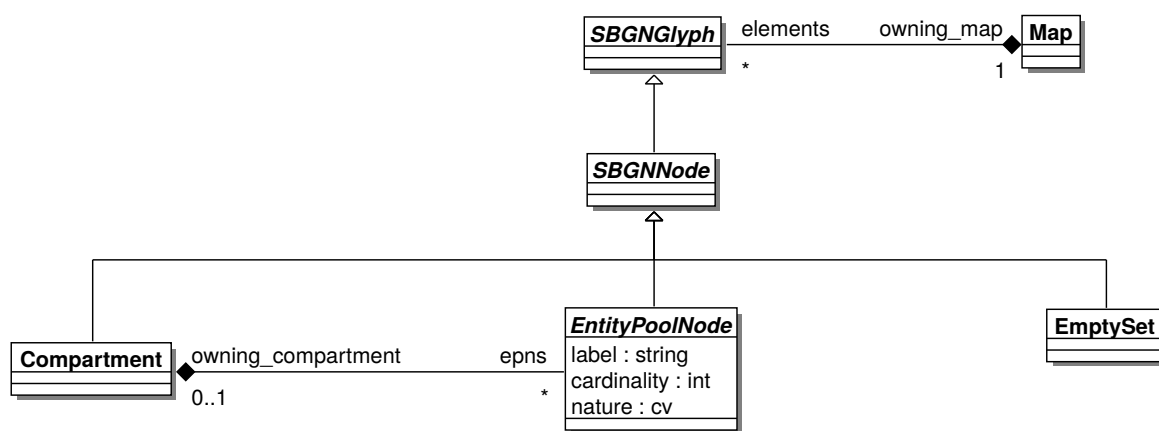 SBGNGlyph
elements
owning_map
Map
*
1
SBGNNode
EntityPoolNode
label : string
cardinality : int
nature : cv
EmptySet
Compartment
owning_compartment
epns
0..1
*